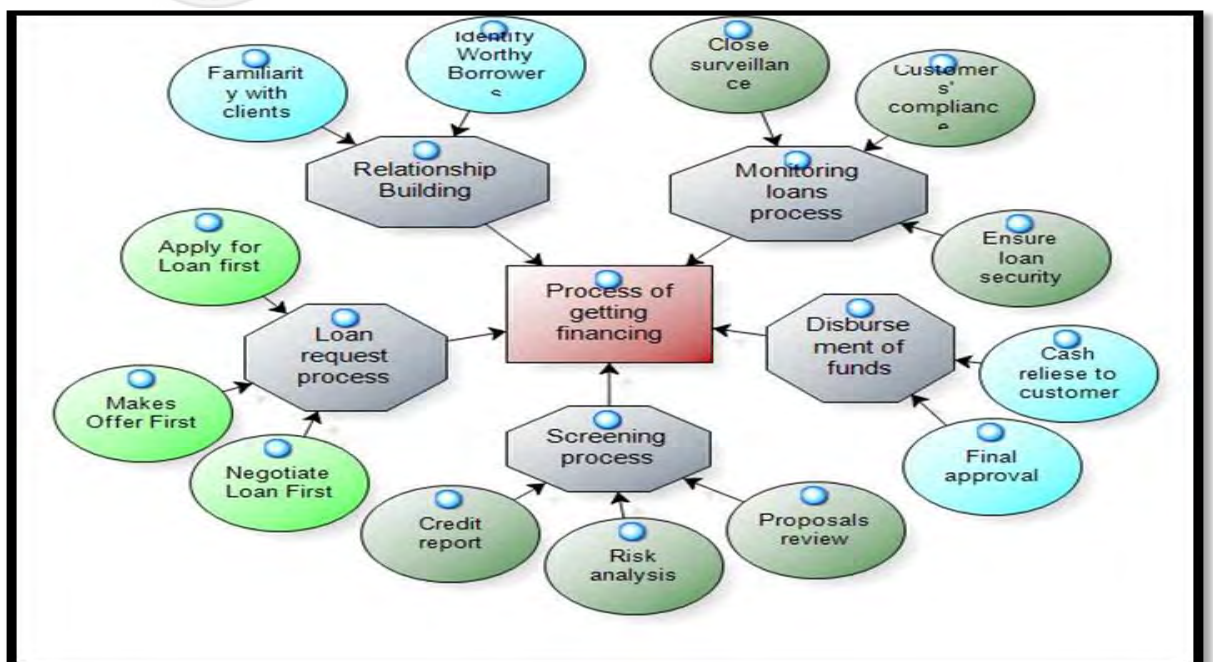 Familiarit
y with
clients
Identify
Worthy
Borrower
s
Close
surveillan
ce
Customer
s'
complianc
e
Relationship
Building
Monitoring
loans
process
Apply for
Loan first
Ensure
loan
security
Process of
getting
financing
Loan
request
process
Disburse
ment of
funds
Cash
reliese to
customer
Makes
Offer First
Screening
process
Negotiate
Loan First
Final
approval
Credit
report
Risk
analysis
Proposals
review